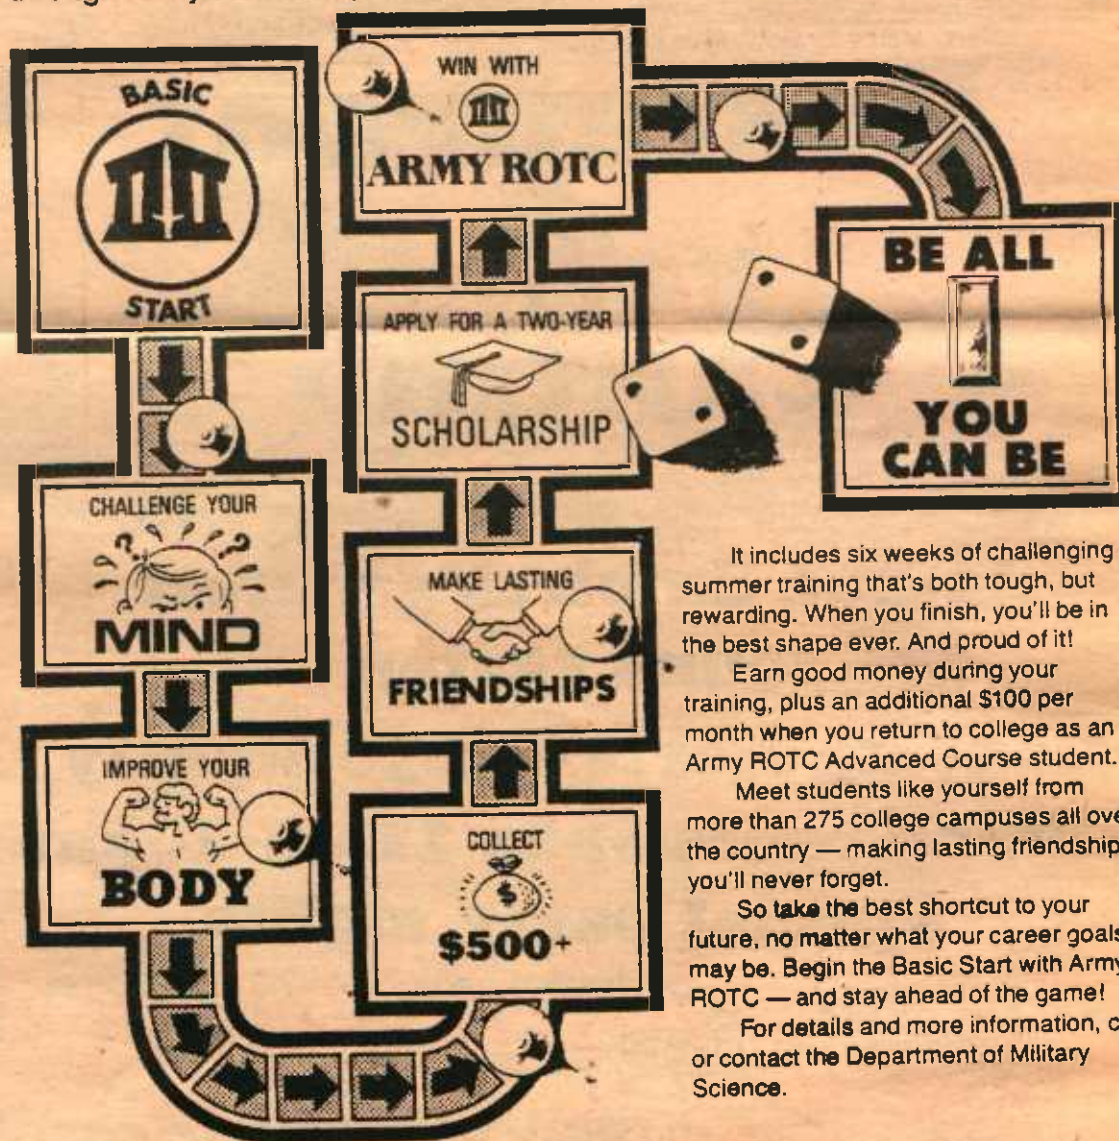 BASIC
START
CHALLENGE YOUR
MIND
IMPROVE YOUR
BODY
COLLECT
$
$500+
MAKE LASTING
FRIENDSHIPS
APPLY FOR A TWO-YEAR
SCHOLARSHIP
WIN WITH
ARMY ROTC
BE ALL
YOU
CAN BE
It includes six weeks of challenging
summer training that's both tough, but
rewarding. When you finish, you'll be in
the best shape ever. And proud of it!
Earn good money during your
training, plus an additional $100 per
month when you return to college as an
Army ROTC Advanced Course student.
Meet students like yourself from
more than 275 college campuses all ove
the country — making lasting friendship
you'll never forget.
So take the best shortcut to your
future, no matter what your career goals
may be. Begin the Basic Start with Army
ROTC — and stay ahead of the game!
For details and more information, c
or contact the Department of Military
Science.